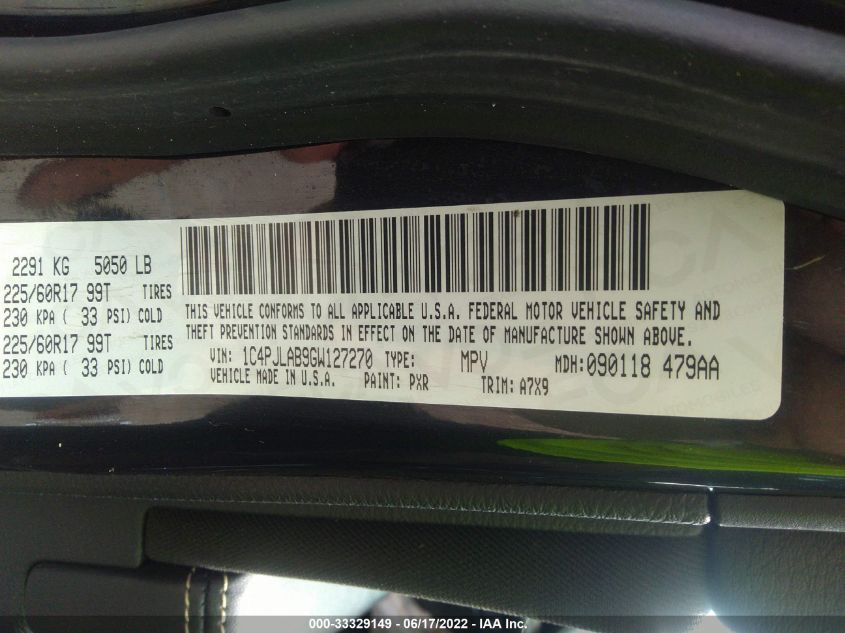 2291 KG 5050 LB
225/60R17 99T TIRES
230 KPA ( 33 PSI) COLD
225/60R17 99T TIRES
230 KPA ( 33 PSI) COLD
THIS VEHICLE CONFORMS TO ALL APPLICABLE U.S.A. FEDERAL MOTOR VEHICLE SAFETY AND
THEFT PREVENTION STANDARDS IN EFFECT ON THE DATE OF MANUFACTURE SHOWN ABOVE.
VIN: 1C4PJLAB9GW127270 TYPE: MPV MDH: 090118 479AA
VEHICLE MADE IN U.S.A. PAINT: PXR TRIM: A7X9
000-33329149 - 06/17/2022 - IAA Inc.